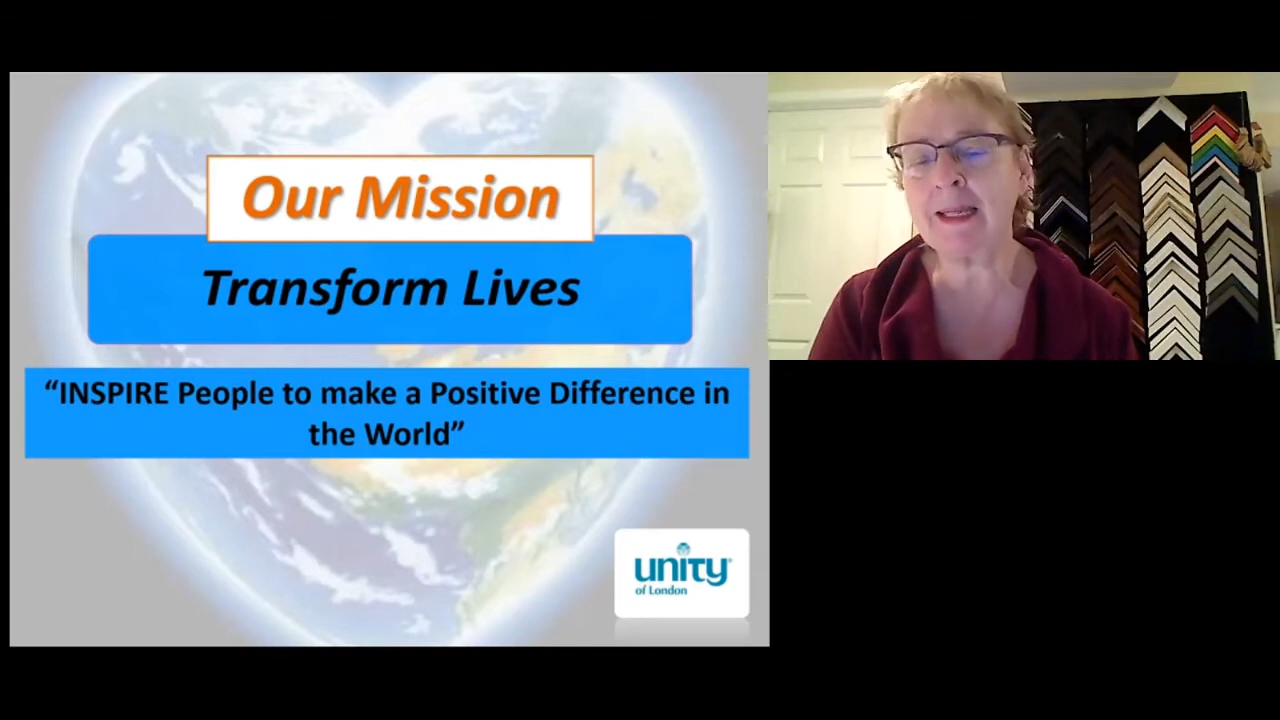 Our Mission
Transform Lives
“INSPIRE People to make a Positive Difference in
the World”
unity®
of London